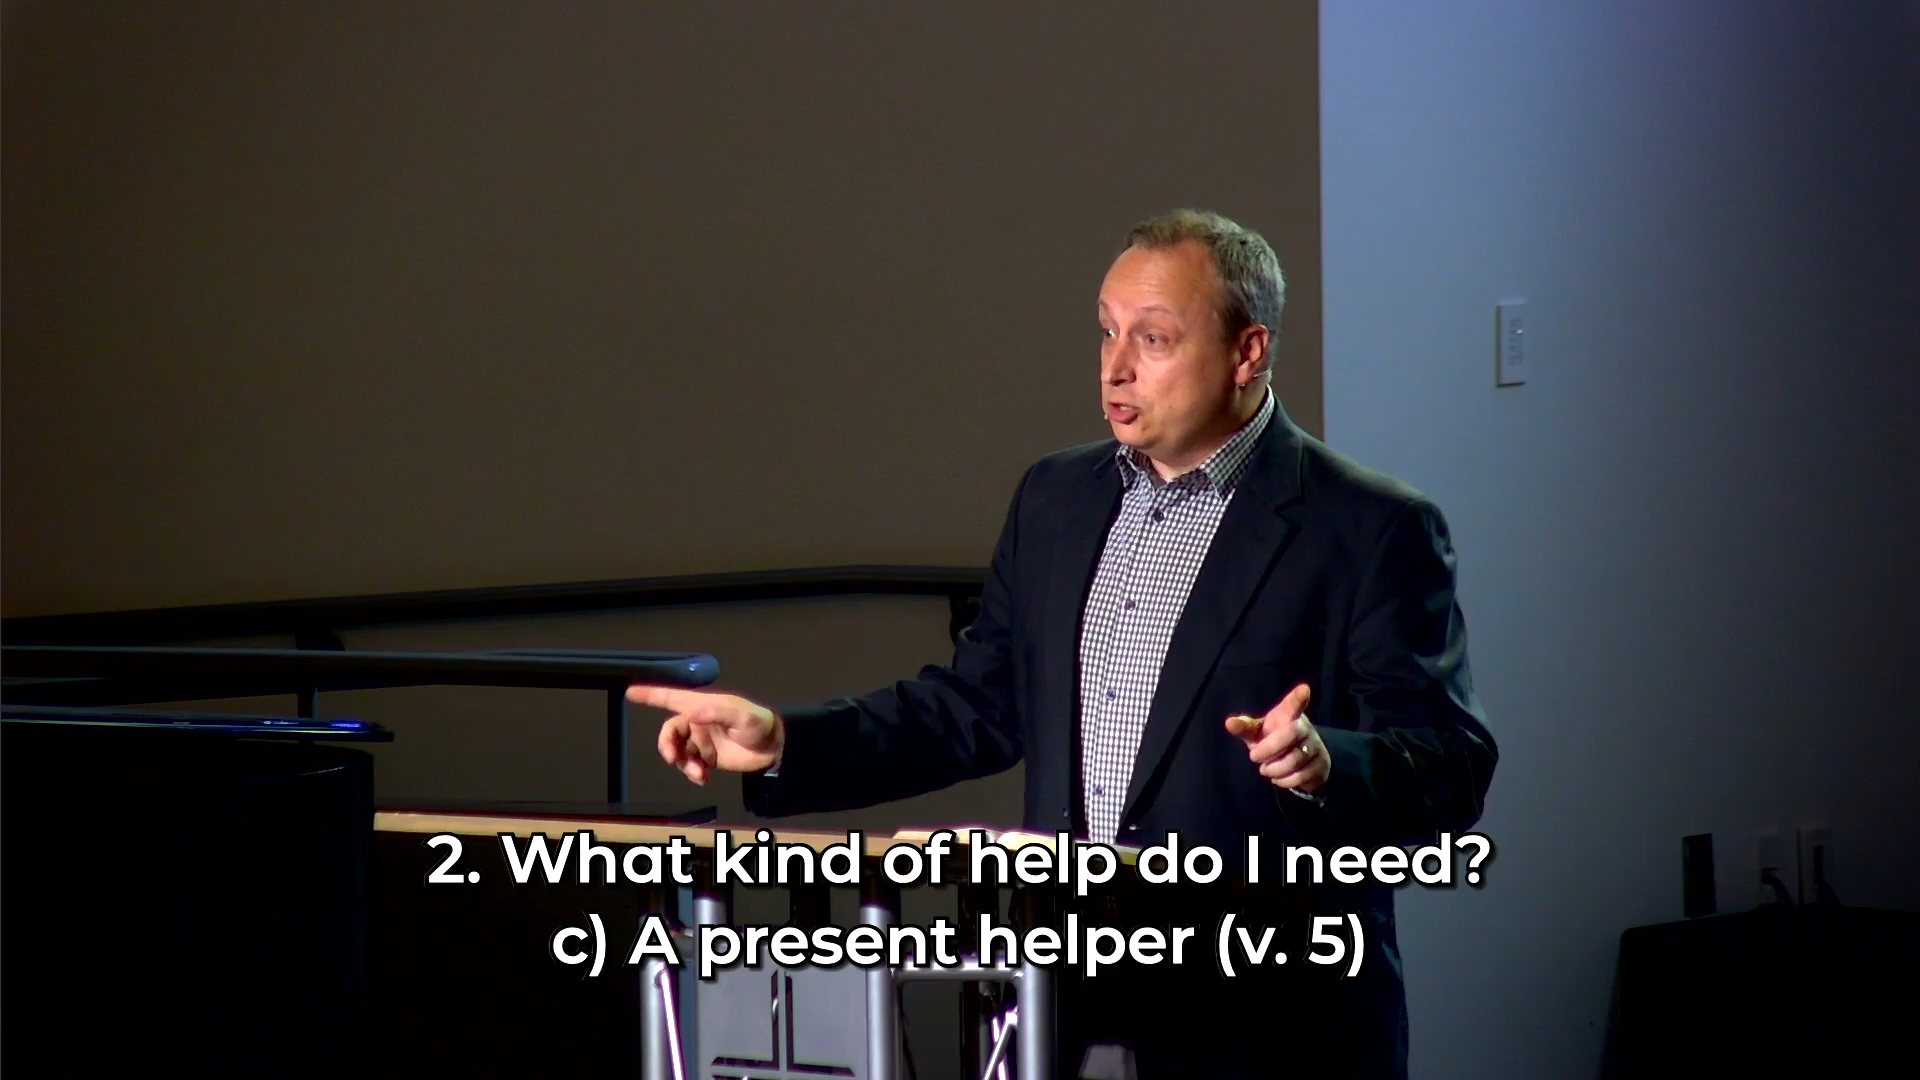 2. What kind of help do I need?
c) A present helper (v. 5)